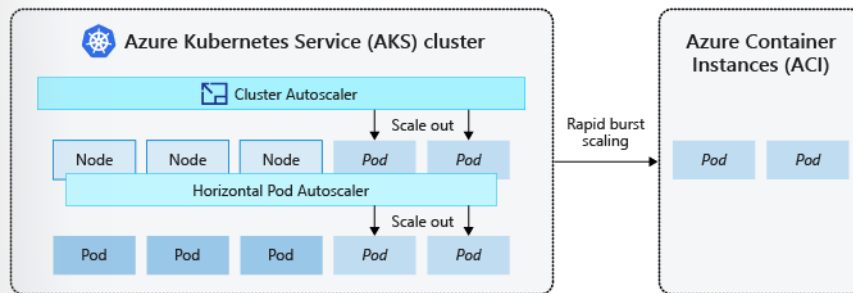 Azure Kubernetes Service (AKS) cluster
Cluster Autoscaler
Scale out
Node
Node
Node
Pod
Pod
Horizontal Pod Autoscaler
Scale out
Pod
Pod
Pod
Pod
Pod
Rapid burst
scaling
Azure Container
Instances (ACI)
Pod
Pod